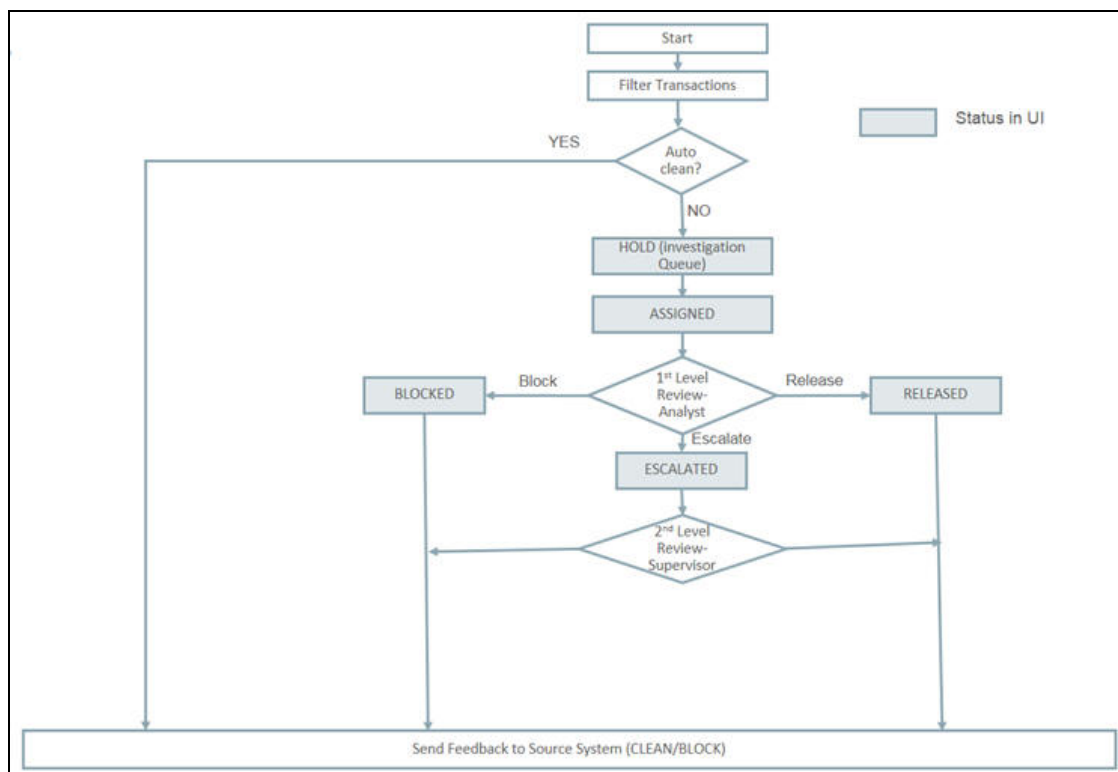 Start
Filter Transactions
Status in UI
YES
Auto
clean?
NO
HOLD (investigation
Queue)
ASSIGNED
Block
1st Level
Review-
Analyst
Release
BLOCKED
RELEASED
Escalate
ESCALATED
2nd Level
Review-
Supervisor
Send Feedback to Source System (CLEAN/BLOCK)